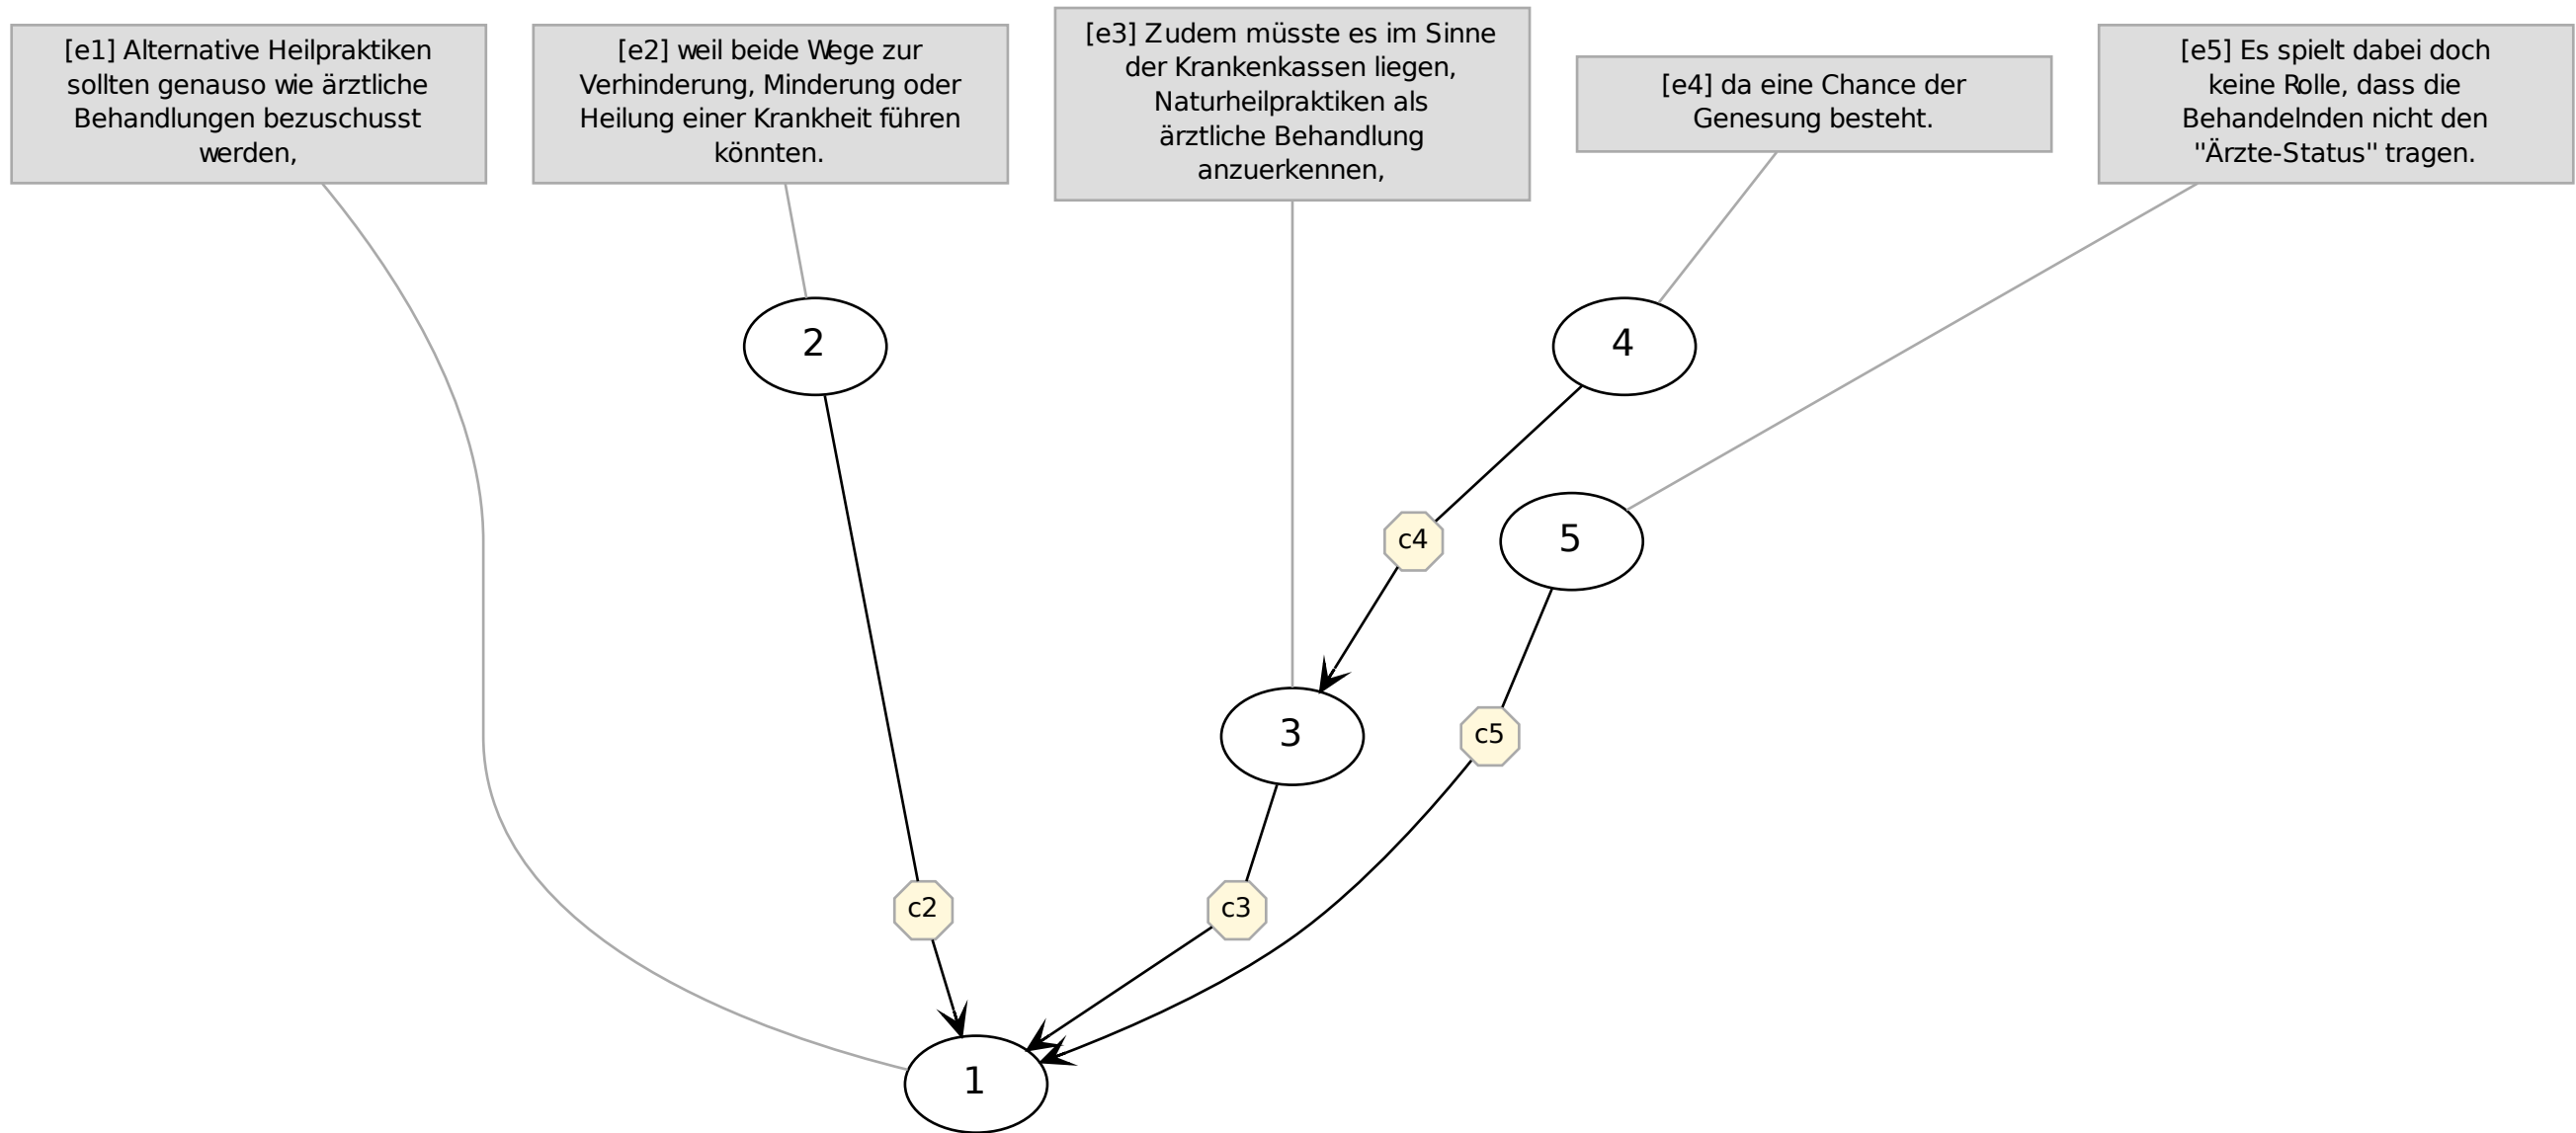 [e1] Alternative Heilpraktiken
sollten genauso wie ärztliche
Behandlungen bezuschusst
werden,
[e2] weil beide Wege zur
Verhinderung, Minderung oder
Heilung einer Krankheit führen
könnten.
[e3] Zudem müsste es im Sinne
der Krankenkassen liegen,
Naturheilpraktiken als
ärztliche Behandlung
anzuerkennen,
[e4] da eine Chance der
Genesung besteht.
[e5] Es spielt dabei doch
keine Rolle, dass die
Behandelnden nicht den
"Ärzte-Status" tragen.
2
4
c4
5
3
c5
c2
c3
1